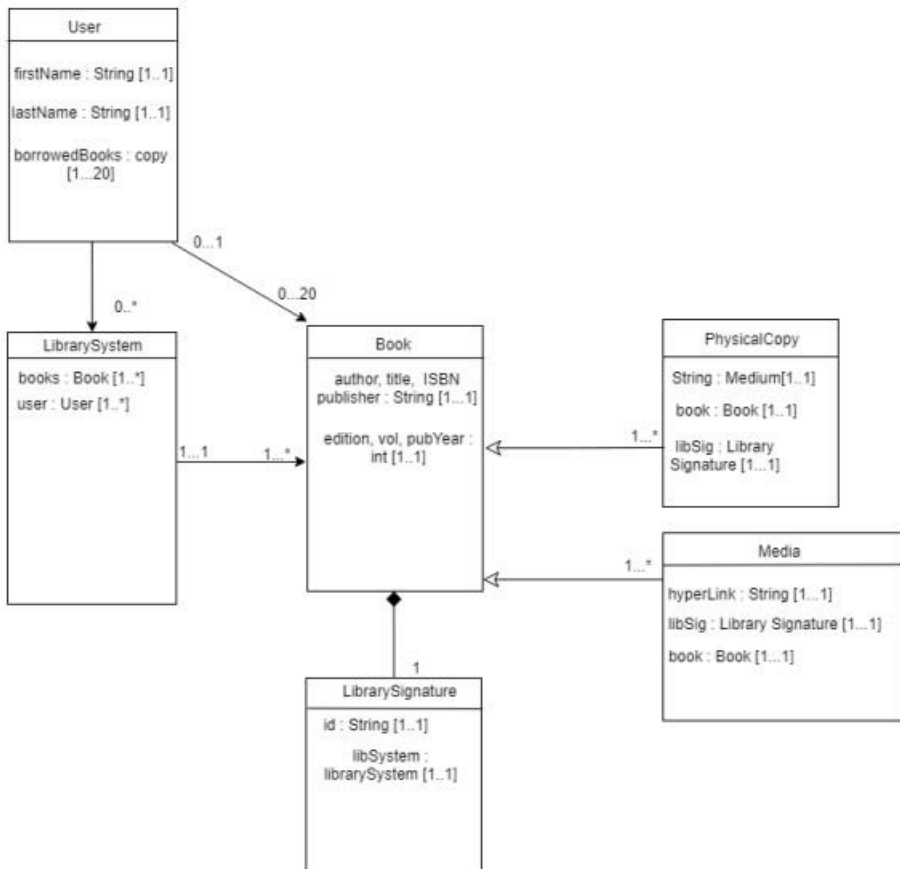 User
firstName : String [1..1]
lastName : String [1..1]
borrowedBooks : copy
[1...20]
0...1
0...20
0..*
LibrarySystem
books : Book [1..*]
user : User [1..*]
1...1
1...*
Book
author, title, ISBN
publisher : String [1...1]
edition, vol, pubYear :
int [1..1]
PhysicalCopy
String : Medium[1...1]
book : Book [1..1]
libSig : Library
Signature [1...1]
1...*
Media
hyperLink : String [1...1]
libSig : Library Signature [1...1]
book : Book [1...1]
1...*
1
LibrarySignature
id : String [1..1]
libSystem :
librarySystem [1..1]